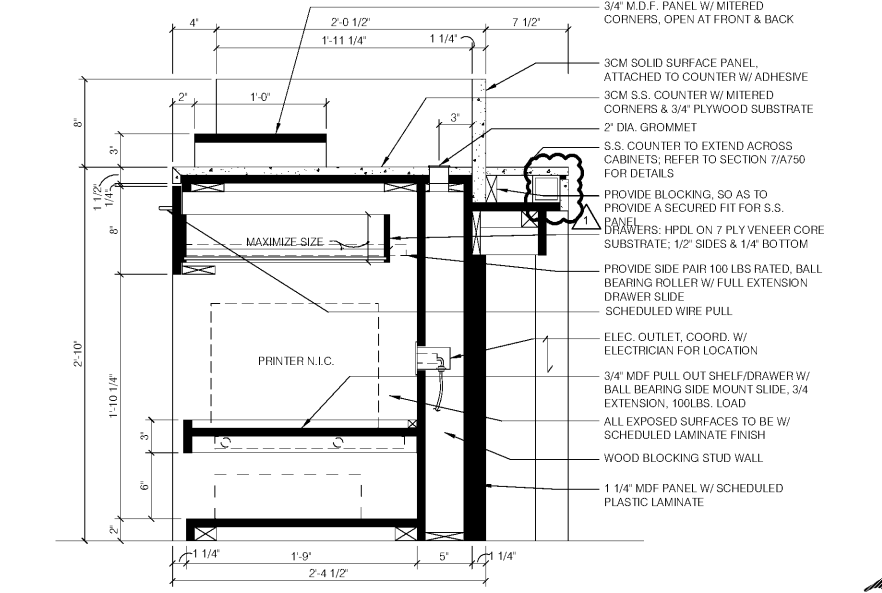 3/4" M.D.F. PANEL W/ MITERED
CORNERS, OPEN AT FRONT & BACK
4"
2'-0 1/2"
7 1/2"
1'-11 1/4"
1 1/4"
3CM SOLID SURFACE PANEL,
ATTACHED TO COUNTER W/ ADHESIVE
2"
1'-0"
3CM S.S. COUNTER W/ MITERED
CORNERS & 3/4" PLYWOOD SUBSTRATE
8"
3"
3"
2" DIA. GROMMET
S.S. COUNTER TO EXTEND ACROSS
CABINETS; REFER TO SECTION 7/A750
FOR DETAILS
1 1/2"
1/4"
PROVIDE BLOCKING, SO AS TO
PROVIDE A SECURED FIT FOR S.S.
PANEL
1
8"
MAXIMIZE SIZE
DRAWERS: HPDL ON 7 PLY VENEER CORE
SUBSTRATE; 1/2" SIDES & 1/4" BOTTOM
PROVIDE SIDE PAIR 100 LBS RATED, BALL
BEARING ROLLER W/ FULL EXTENSION
DRAWER SLIDE
SCHEDULED WIRE PULL
2'-10"
PRINTER N.I.C.
ELEC. OUTLET, COORD. W/
ELECTRICIAN FOR LOCATION
1'-10 1/4"
3/4" MDF PULL OUT SHELF/DRAWER W/
BALL BEARING SIDE MOUNT SLIDE, 3/4
EXTENSION, 100LBS. LOAD
ALL EXPOSED SURFACES TO BE W/
SCHEDULED LAMINATE FINISH
3"
WOOD BLOCKING STUD WALL
6"
1 1/4" MDF PANEL W/ SCHEDULED
PLASTIC LAMINATE
2"
1 1/4"
1'-9"
5"
1 1/4"
2'-4 1/2"